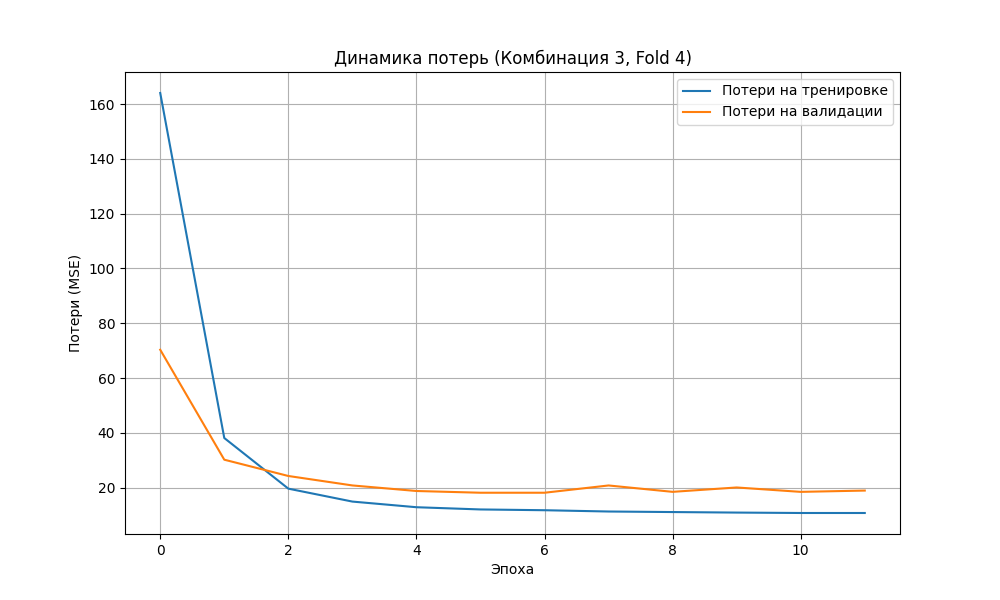 Динамика потерь (Комбинация 3, Fold 4)
Потери на тренировке
Потери на валидации
Потери (MSE)
160
140
120
100
80
60
40
20
0 2 4 6 8 10
Эпоха